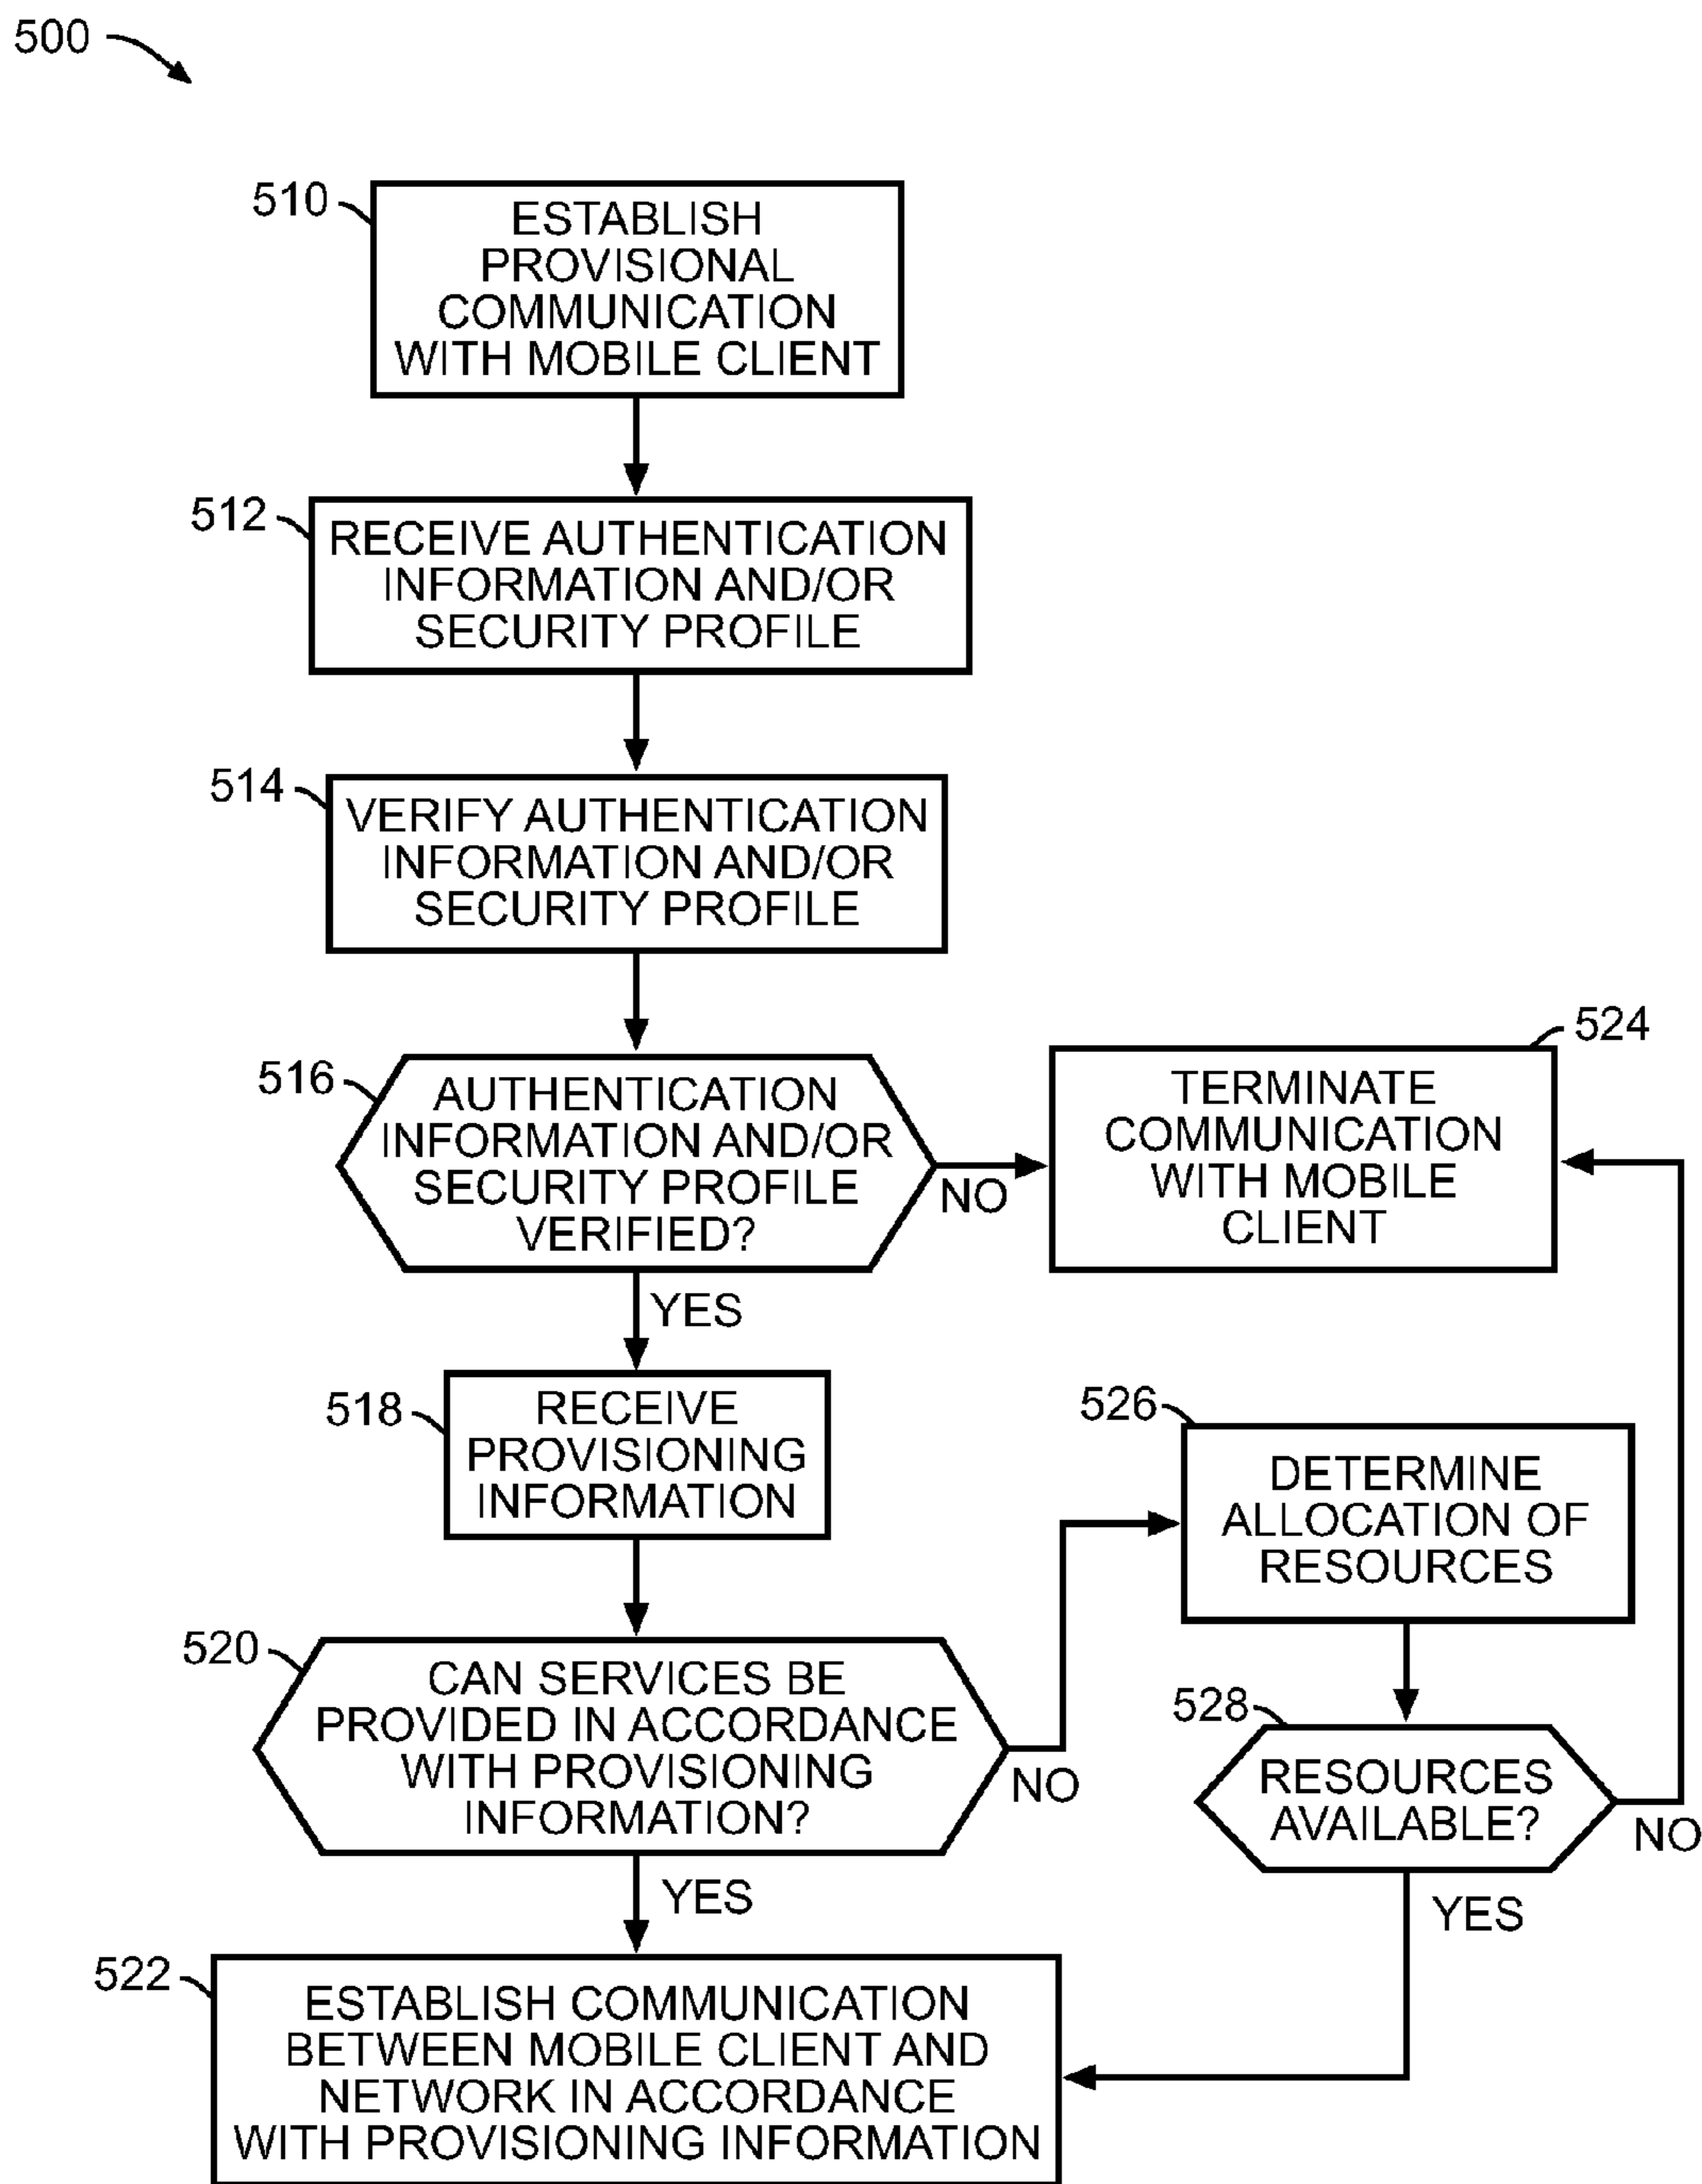 500
510
ESTABLISH
PROVISIONAL
COMMUNICATION
WITH MOBILE CLIENT
512
RECEIVE AUTHENTICATION
INFORMATION AND/OR
SECURITY PROFILE
514
VERIFY AUTHENTICATION
INFORMATION AND/OR
SECURITY PROFILE
516
AUTHENTICATION
INFORMATION AND/OR
SECURITY PROFILE
VERIFIED?
NO
YES
524
TERMINATE
COMMUNICATION
WITH MOBILE
CLIENT
518
RECEIVE
PROVISIONING
INFORMATION
520
CAN SERVICES BE
PROVIDED IN ACCORDANCE
WITH PROVISIONING
INFORMATION?
NO
YES
526
DETERMINE
ALLOCATION OF
RESOURCES
528
RESOURCES
AVAILABLE?
NO
YES
522
ESTABLISH COMMUNICATION
BETWEEN MOBILE CLIENT AND
NETWORK IN ACCORDANCE
WITH PROVISIONING INFORMATION